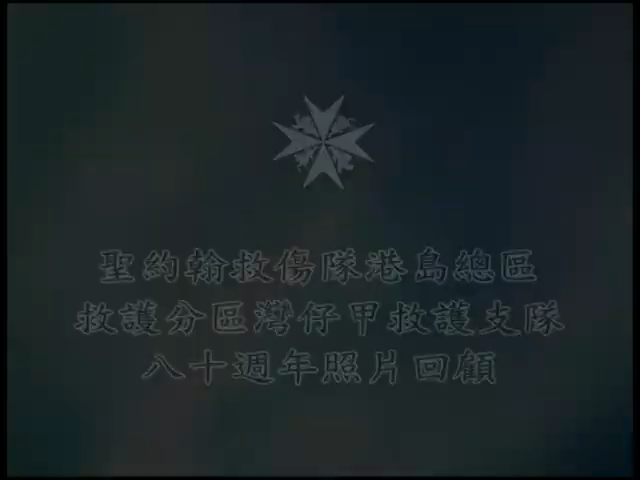 聖約翰救傷隊港島總區
救護分區灣仔甲救護支隊
八十週年照片回顧